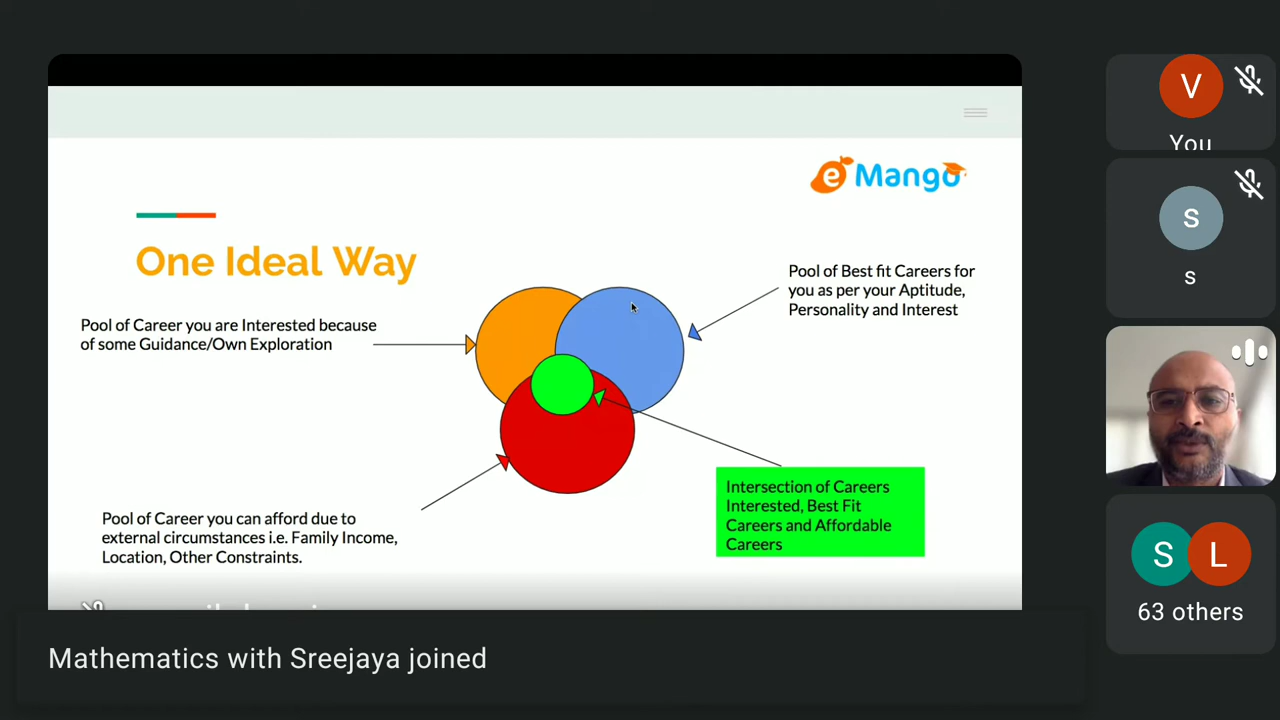 e Mango
One Ideal Way
Pool of Best fit Careers for
you as per your Aptitude,
Personality and Interest
Pool of Career you are Interested because
of some Guidance/Own Exploration
Intersection of Careers
Interested, Best Fit
Careers and Affordable
Careers
Pool of Career you can afford due to
external circumstances i.e. Family Income,
Location, Other Constraints.
Mathematics with Sreejaya joined
V
You
S
s
S
L
63 others